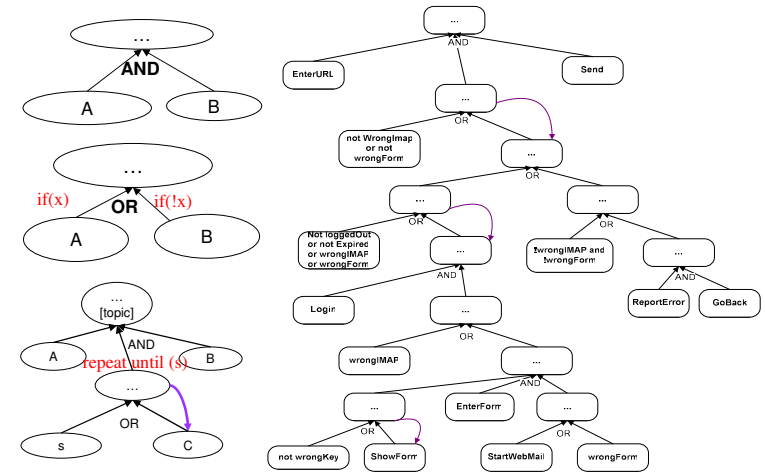 ...
AND
A
B
...
if(x)
OR
if(!x)
A
B
...
[topic]
AND
A
B
repeat until (s)
...
OR
s
C
...
AND
EnterURL
Send
...
OR
not WrongImap
or not
wrongForm
...
OR
...
OR
Not loggedOut
or not Expired
or wrongIMAP
or wrongForm
...
OR
!wrongIMAP and
!wrongForm
...
AND
...
AND
ReportError
GoBack
Login
...
OR
wrongIMAP
...
AND
...
OR
EnterForm
...
OR
not wrongKey
ShowForm
StartWebMail
wrongForm